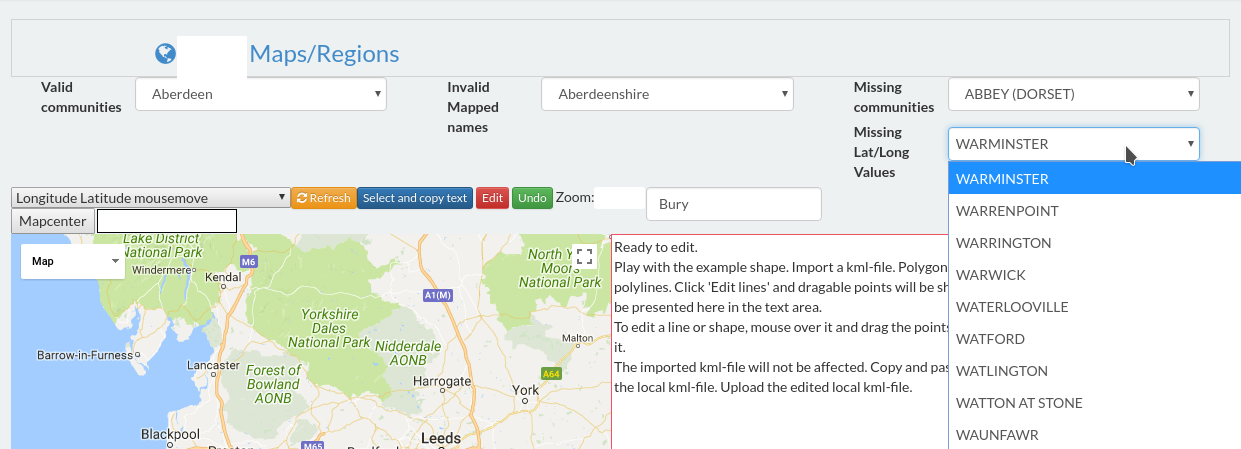 Maps/Regions
Valid communities
Aberdeen
Invalid Mapped names
Aberdeenshire
Missing communities
ABBEY (DORSET)
Missing Lat/Long Values
WARMINSTER
WARMINSTER
WARRENPOINT
WARRINGTON
WARWICK
WATERLOOVILLE
WATFORD
WATLINGTON
WATTON AT STONE
WAUNFAWR
Longitude Latitude mousemove
Refresh
Select and copy text
Edit
Undo
Zoom:
Bury
Mapcenter
Map
Lake District
National Park
Windermere
Kendal
M6
A1(M)
North Y
Moors
National Park
Yorkshire
Dales
National Park
Nidderdale
AONB
Malton
Barrow-in-Furness
Lancaster
Forest of
Bowland
AONB
Harrogate
A64
York
Blackpool
Leeds
M65
Ready to edit.
Play with the example shape. Import a kml-file. Polygon
polylines. Click 'Edit lines' and dragable points will be sh
be presented here in the text area.
To edit a line or shape, mouse over it and drag the points
it.
The imported kml-file will not be affected. Copy and pas
the local kml-file. Upload the edited local kml-file.